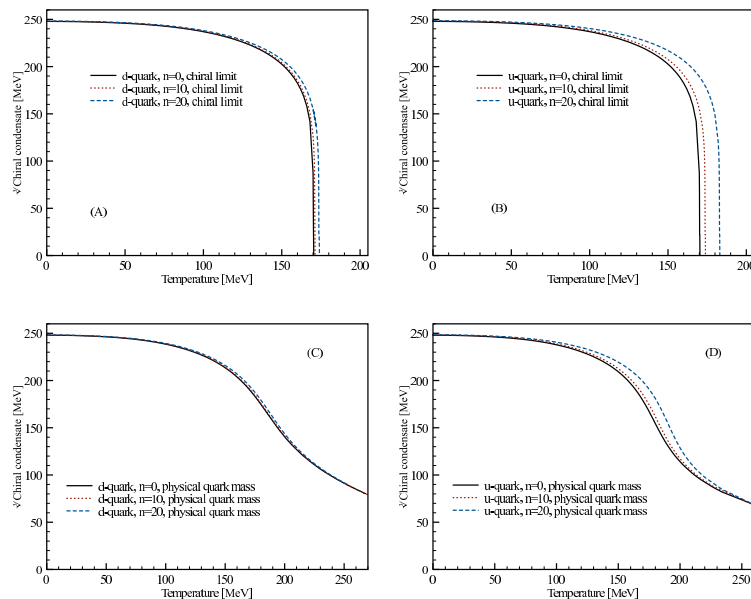 250
200
150
100
50
0
∛Chiral condensate [MeV]
d-quark, n=0, chiral limit
d-quark, n=10, chiral limit
d-quark, n=20, chiral limit
(A)
0 50 100 150 200
Temperature [MeV]
250
200
150
100
50
0
∛Chiral condensate [MeV]
u-quark, n=0, chiral limit
u-quark, n=10, chiral limit
u-quark, n=20, chiral limit
(B)
0 50 100 150 200
Temperature [MeV]
250
200
150
100
50
0
∛Chiral condensate [MeV]
(C)
d-quark, n=0, physical quark mass
d-quark, n=10, physical quark mass
d-quark, n=20, physical quark mass
0 50 100 150 200 250
Temperature [MeV]
250
200
150
100
50
0
∛Chiral condensate [MeV]
(D)
u-quark, n=0, physical quark mass
u-quark, n=10, physical quark mass
u-quark, n=20, physical quark mass
0 50 100 150 200 250
Temperature [MeV]